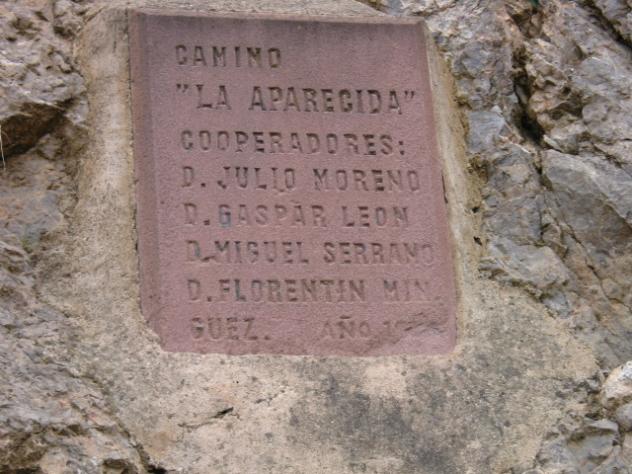 CAMINO
"LA APARECIDA"
COOPERADORES:
D. JULIO MORENO
D. GASPAR LEON
D. MIGUEL SERRANO
D. FLORENTIN MIN.
GUEZ. AÑO